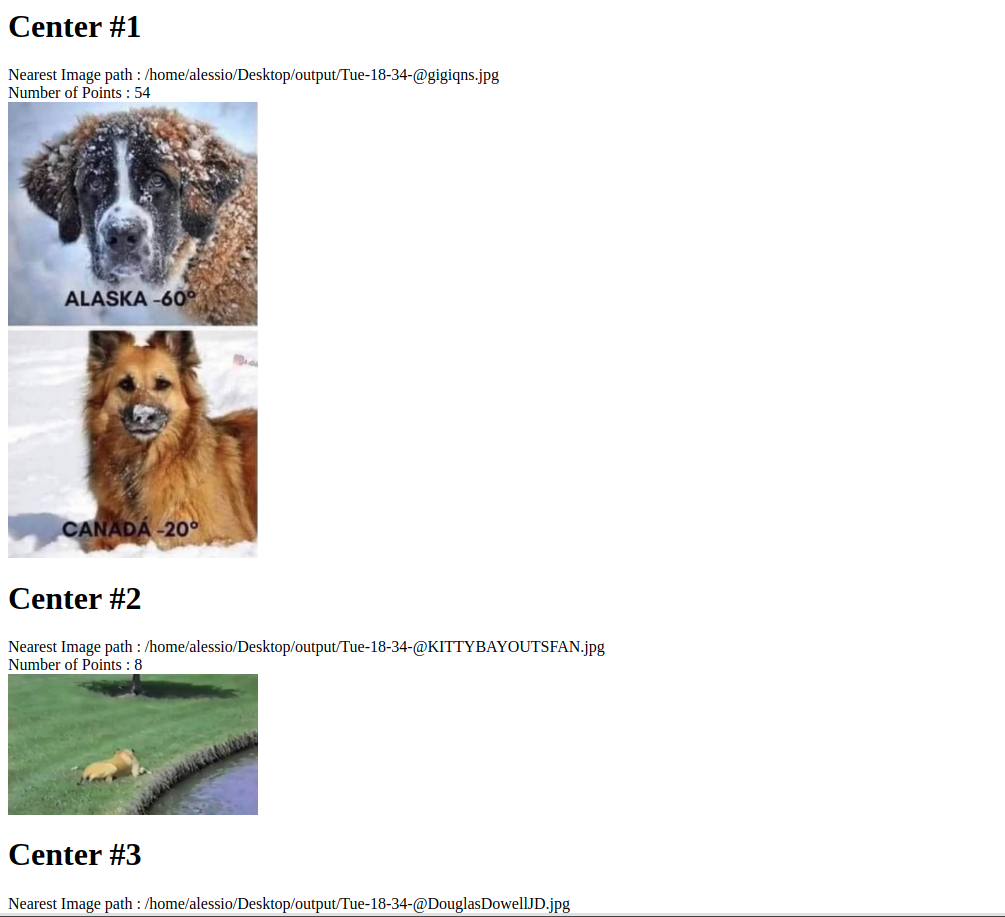 Center #1
Nearest Image path : /home/alessio/Desktop/output/Tue-18-34-@gigiqns.jpg
Number of Points : 54
ALASKA -60°
CANADÁ -20°
Center #2
Nearest Image path : /home/alessio/Desktop/output/Tue-18-34-@KITTYBAYOUTSFAN.jpg
Number of Points : 8
Center #3
Nearest Image path : /home/alessio/Desktop/output/Tue-18-34-@DouglasDowellJD.jpg